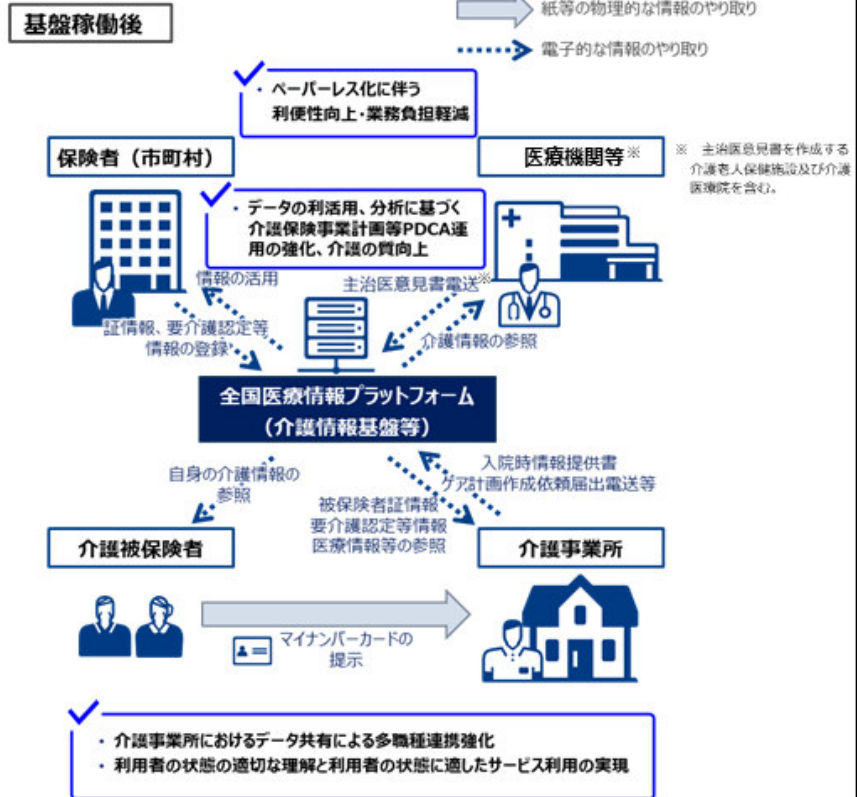 基盤稼働後
紙等の物理的な情報のやり取り
電子的な情報のやり取り
・ ペーパーレス化に伴う
利便性向上・業務負担軽減
保険者（市町村）
医療機関等※
※ 主治医意見書を作成する
介護老人保健施設及び介護
医療院を含む。
・ データの利活用、分析に基づく
介護保険事業計画等PDCA運
用の強化、介護の質向上
情報の活用
主治医意見書電送※
証情報、要介護認定等
情報の登録
介護情報の参照
全国医療情報プラットフォーム
（介護情報基盤等）
自身の介護情報の
参照
入院時情報提供書
ケア計画作成依頼届出電送等
被保険者証情報
要介護認定等情報
医療情報等の参照
介護被保険者
介護事業所
マイナンバーカードの
提示
・ 介護事業所におけるデータ共有による多職種連携強化
・ 利用者の状態の適切な理解と利用者の状態に適したサービス利用の実現